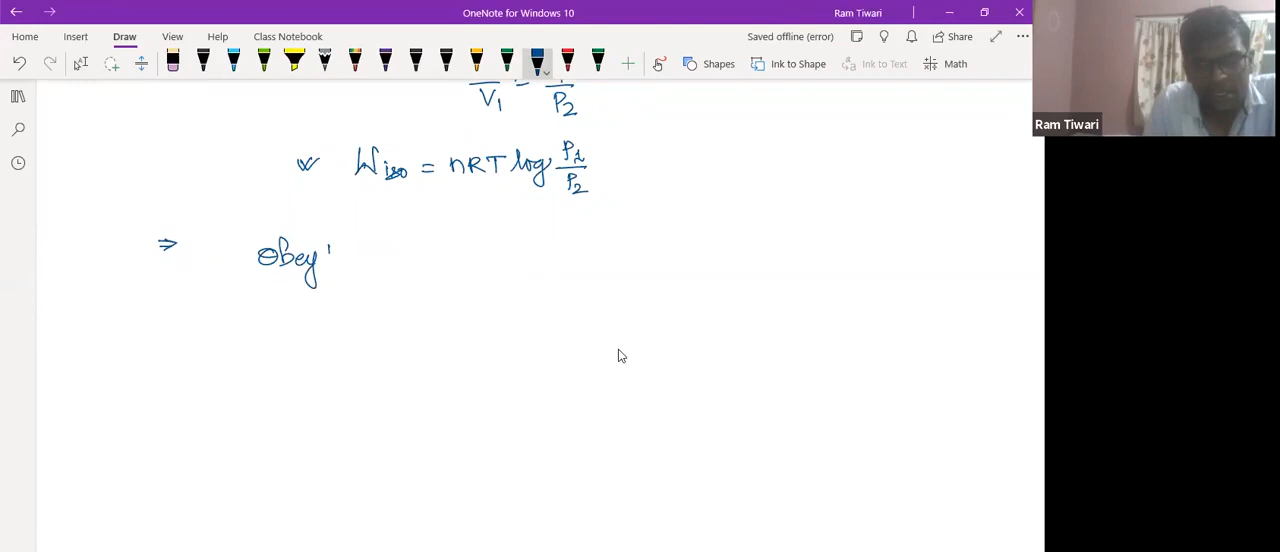 OneNote for Windows 10
Ram Tiwari
Home Insert Draw View Help Class Notebook
Saved offline (error)
Share
Shapes
Ink to Shape
Ink to Text
Math
V1 = P2
Wiso = nRT log P1/P2
⇒ Obey'
Ram Tiwari